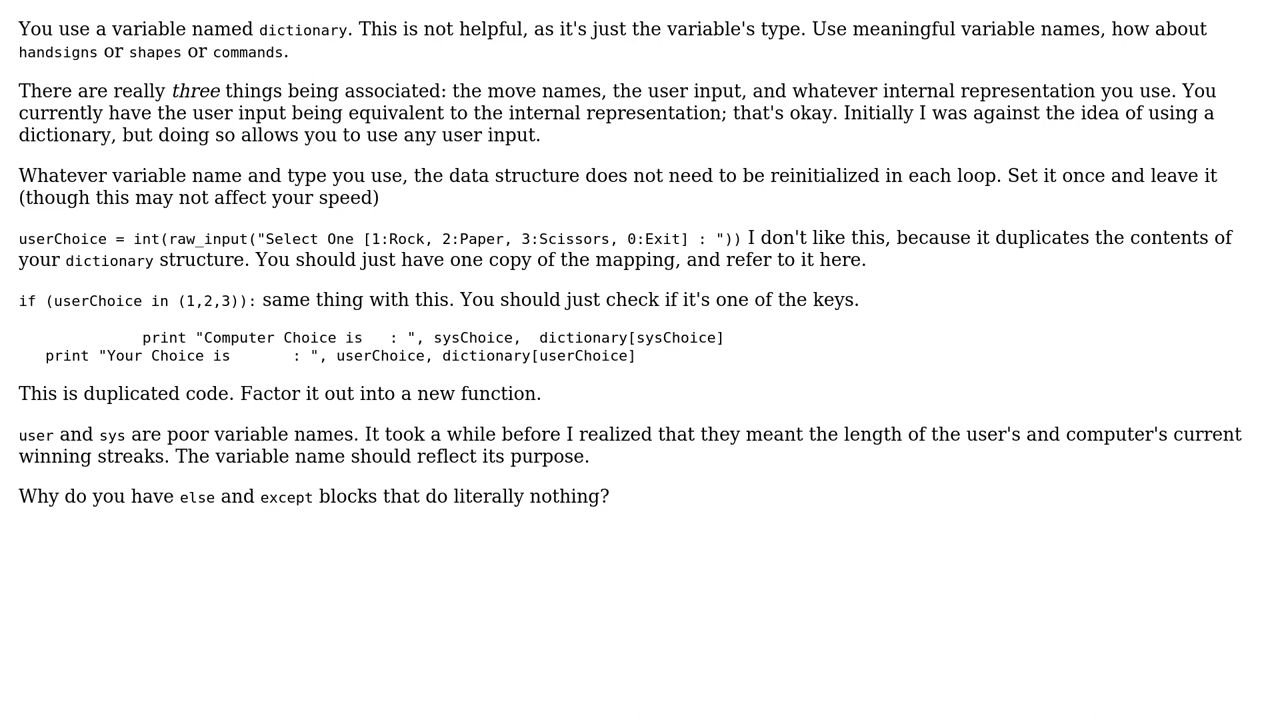 You use a variable named dictionary. This is not helpful, as it's just the variable's type. Use meaningful variable names, how about
handsigns or shapes or commands.
There are really three things being associated: the move names, the user input, and whatever internal representation you use. You
currently have the user input being equivalent to the internal representation; that's okay. Initially I was against the idea of using a
dictionary, but doing so allows you to use any user input.
Whatever variable name and type you use, the data structure does not need to be reinitialized in each loop. Set it once and leave it
(though this may not affect your speed)
userChoice = int(raw_input("Select One [1:Rock, 2:Paper, 3:Scissors, 0:Exit] : ")) I don't like this, because it duplicates the contents of
your dictionary structure. You should just have one copy of the mapping, and refer to it here.
if (userChoice in (1,2,3)): same thing with this. You should just check if it's one of the keys.
              print "Computer Choice is   : ", sysChoice,  dictionary[sysChoice]
   print "Your Choice is       : ", userChoice, dictionary[userChoice]
This is duplicated code. Factor it out into a new function.
user and sys are poor variable names. It took a while before I realized that they meant the length of the user's and computer's current
winning streaks. The variable name should reflect its purpose.
Why do you have else and except blocks that do literally nothing?